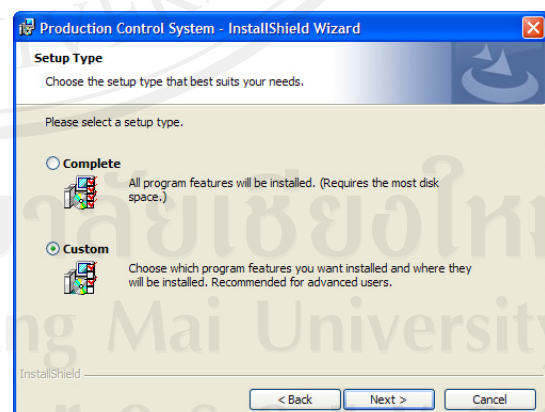 Production Control System - InstallShield Wizard
Setup Type
Choose the setup type that best suits your needs.
Please select a setup type.
Complete
All program features will be installed. (Requires the most disk
space.)
Custom
Choose which program features you want installed and where they
will be installed. Recommended for advanced users.
InstallShield
< Back Next > Cancel
Mai University